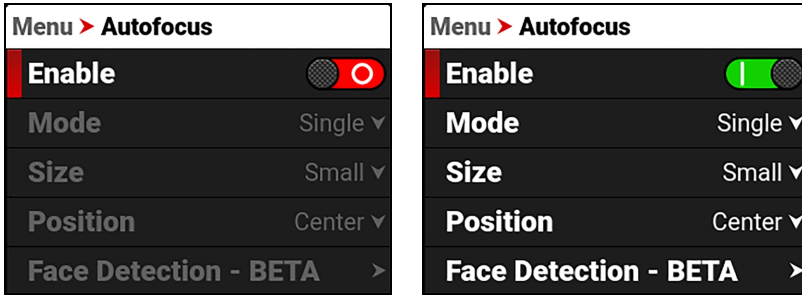 Menu ➤ Autofocus
Enable
Mode Single
Size Small
Position Center
Face Detection - BETA
Menu ➤ Autofocus
Enable
Mode Single
Size Small
Position Center
Face Detection - BETA